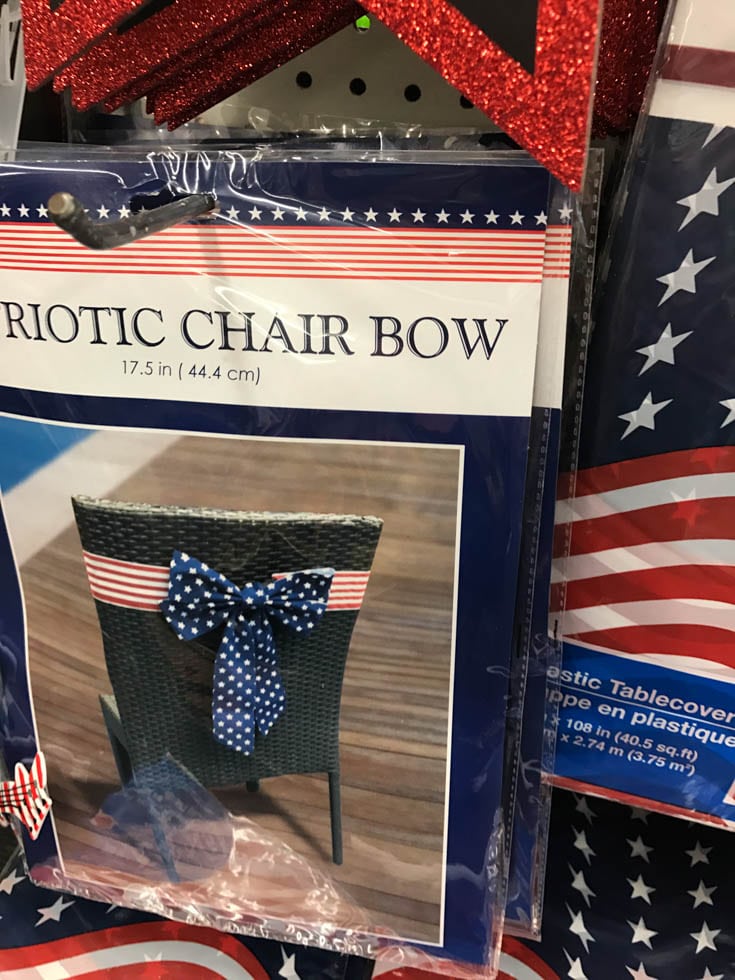 RIOTIC CHAIR BOW
17.5 in ( 44.4 cm)
astic Tablecover
ppe en plastique
x 108 in (40.5 sq.ft)
x 2.74 m (3.75 m²)